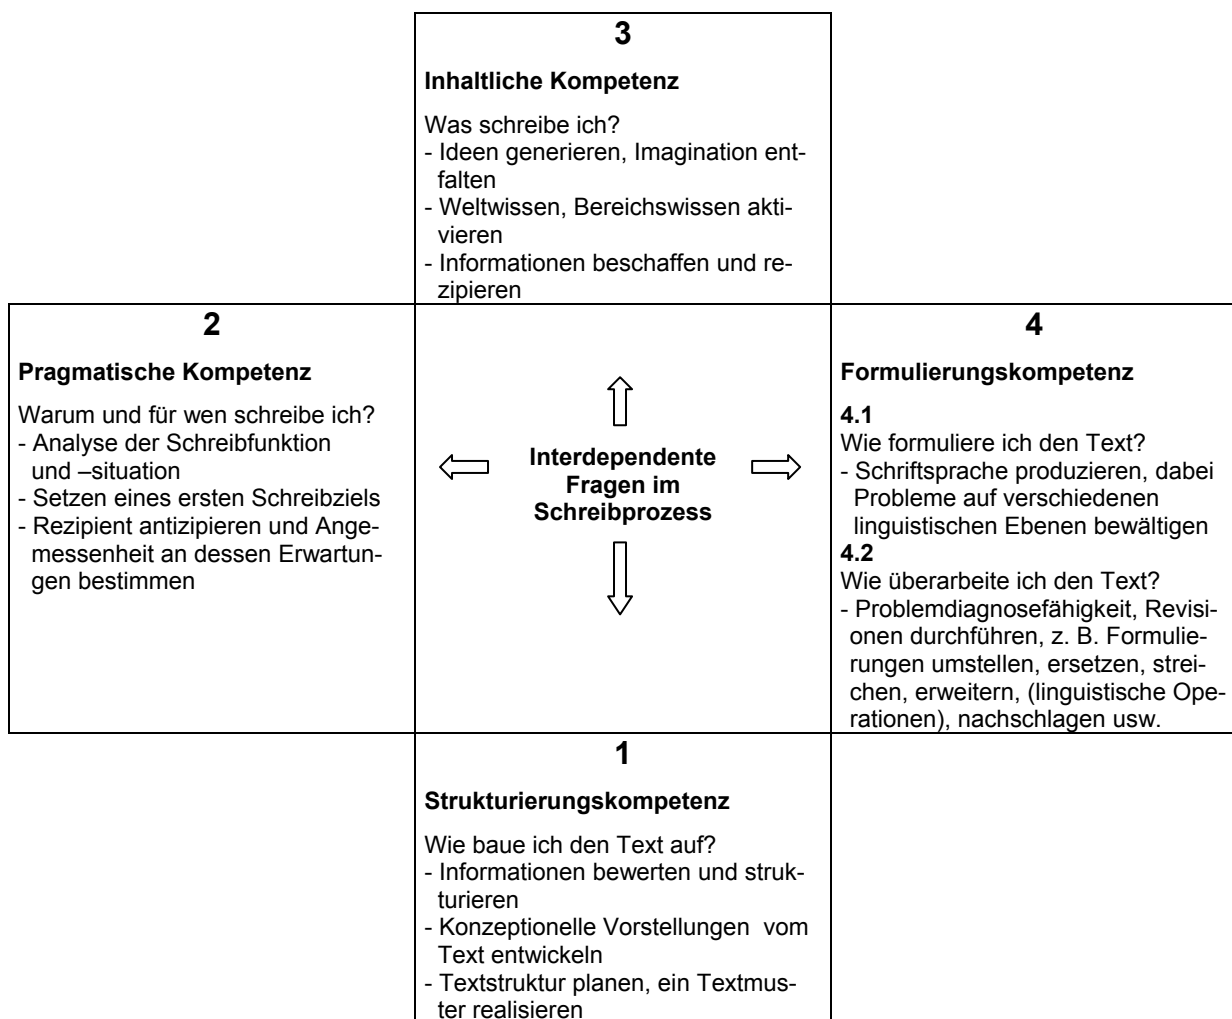 3
Inhaltliche Kompetenz
Was schreibe ich?
- Ideen generieren, Imagination ent-
falten
- Weltwissen, Bereichswissen akti-
vieren
- Informationen beschaffen und re-
zipieren
2
Pragmatische Kompetenz
Warum und für wen schreibe ich?
- Analyse der Schreibfunktion
und –situation
- Setzen eines ersten Schreibziels
- Rezipient antizipieren und Ange-
messenheit an dessen Erwartun-
gen bestimmen
Interdependente
Fragen im
Schreibprozess
4
Formulierungskompetenz
4.1
Wie formuliere ich den Text?
- Schriftsprache produzieren, dabei
Probleme auf verschiedenen
linguistischen Ebenen bewältigen
4.2
Wie überarbeite ich den Text?
- Problemdiagnosefähigkeit, Revisi-
onen durchführen, z. B. Formulie-
rungen umstellen, ersetzen, strei-
chen, erweitern, (linguistische Ope-
rationen), nachschlagen usw.
1
Strukturierungskompetenz
Wie baue ich den Text auf?
- Informationen bewerten und struk-
turieren
- Konzeptionelle Vorstellungen vom
Text entwickeln
- Textstruktur planen, ein Textmus-
ter realisieren